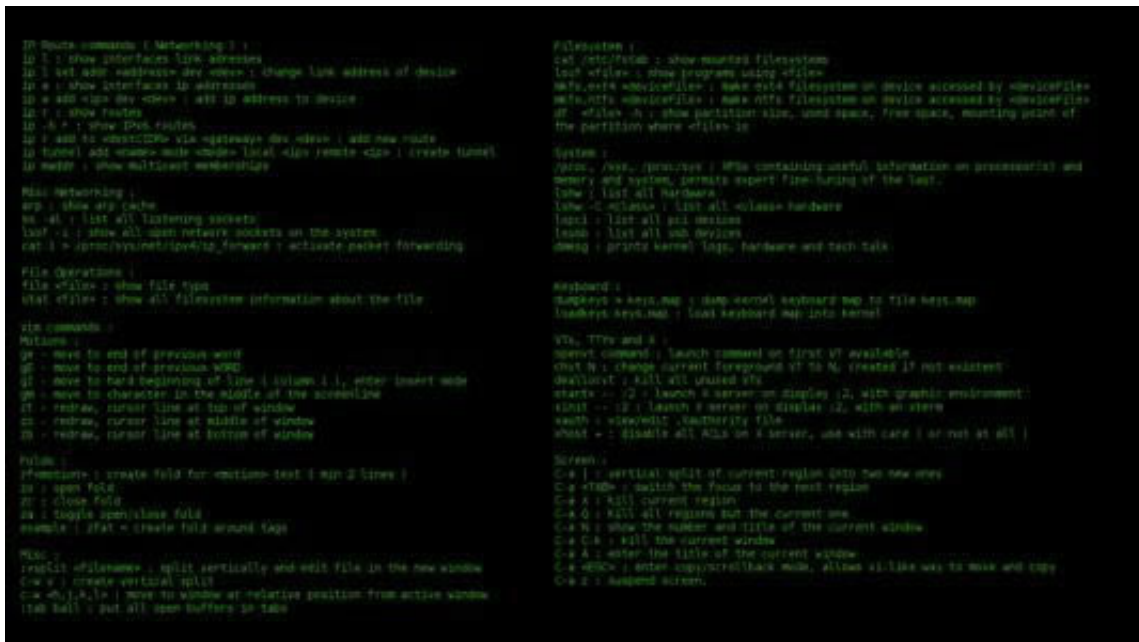 IP Route commands ( Networking ) :
ip l : show interfaces link adresses
ip l set addr <address> dev <dev> : change link address of device
ip a : show interfaces ip addresses
ip a add <ip> dev <dev> : add ip address to device
ip r : show routes
ip -6 r : show IPv6 routes
ip r add to <destCIDR> via <gateway> dev <dev> : add new route
ip tunnel add <name> mode <mode> local <ip> remote <ip> : create tunnel
ip maddr : show multicast memberships
Misc Networking :
arp : show arp cache
ss -al : list all listening sockets
lsof -i : show all open network sockets on the system
cat 1 > /proc/sys/net/ipv4/ip_forward : activate packet forwarding
File Operations :
file <file> : show file type
stat <file> : show all filesystem information about the file
vim commands :
Motions :
ge - move to end of previous word
gE - move to end of previous WORD
gI - move to hard beginning of line ( column 1 ), enter insert mode
gm - move to character in the middle of the screenline
zt - redraw, cursor line at top of window
zz - redraw, cursor line at middle of window
zb - redraw, cursor line at bottom of window
Folds :
zf<motion> : create fold for <motion> text ( min 2 lines )
zo : open fold
zc : close fold
za : toggle open/close fold
example : zfat = create fold around tags
Misc :
:vsplit <filename> : split vertically and edit file in the new window
C-w v : create vertical split
C-w <h,j,k,l> : move to window at relative position from active window
:tab ball : put all open buffers in tabs
Filesystem :
cat /etc/fstab : show mounted filesystems
lsof <file> : show programs using <file>
mkfs.ext4 <deviceFile> : make ext4 filesystem on device accessed by <deviceFile>
mkfs.ntfs <deviceFile> : make ntfs filesystem on device accessed by <deviceFile>
df <file> -h : show partition size, used space, free space, mounting point of
the partition where <file> is
System :
/proc, /sys, /proc/sys : VFSs containing useful information on processor(s) and
memory and system, permits expert fine-tuning of the last.
lshw : list all hardware
lshw -C <class> : list all <class> hardware
lspci : list all pci devices
lsusb : list all usb devices
dmesg : prints kernel logs, hardware and tech talk
Keyboard :
dumpkeys > keys.map : dump kernel keyboard map to file keys.map
loadkeys keys.map : load keyboard map into kernel
VTs, TTYs and X :
openvt command : launch command on first VT available
chvt N : change current foreground VT to N, created if not existent
deallocvt : kill all unused VTs
startx -- :2 : launch X server on display :2, with graphic environment
xinit -- :2 : launch X server on display :2, with an xterm
xauth : view/edit .Xauthority file
xhost + : disable all ACLs on X server, use with care ( or not at all )
Screen :
C-a | : vertical split of current region into two new ones
C-a <TAB> : switch the focus to the next region
C-a X : kill current region
C-a Q : Kill all regions but the current one
C-a N : show the number and title of the current window
C-a C-k : kill the current window
C-a A : enter the title of the current window
C-a <ESC> : enter copy/scrollback mode, allows vi-like way to move and copy
C-a z : suspend screen.